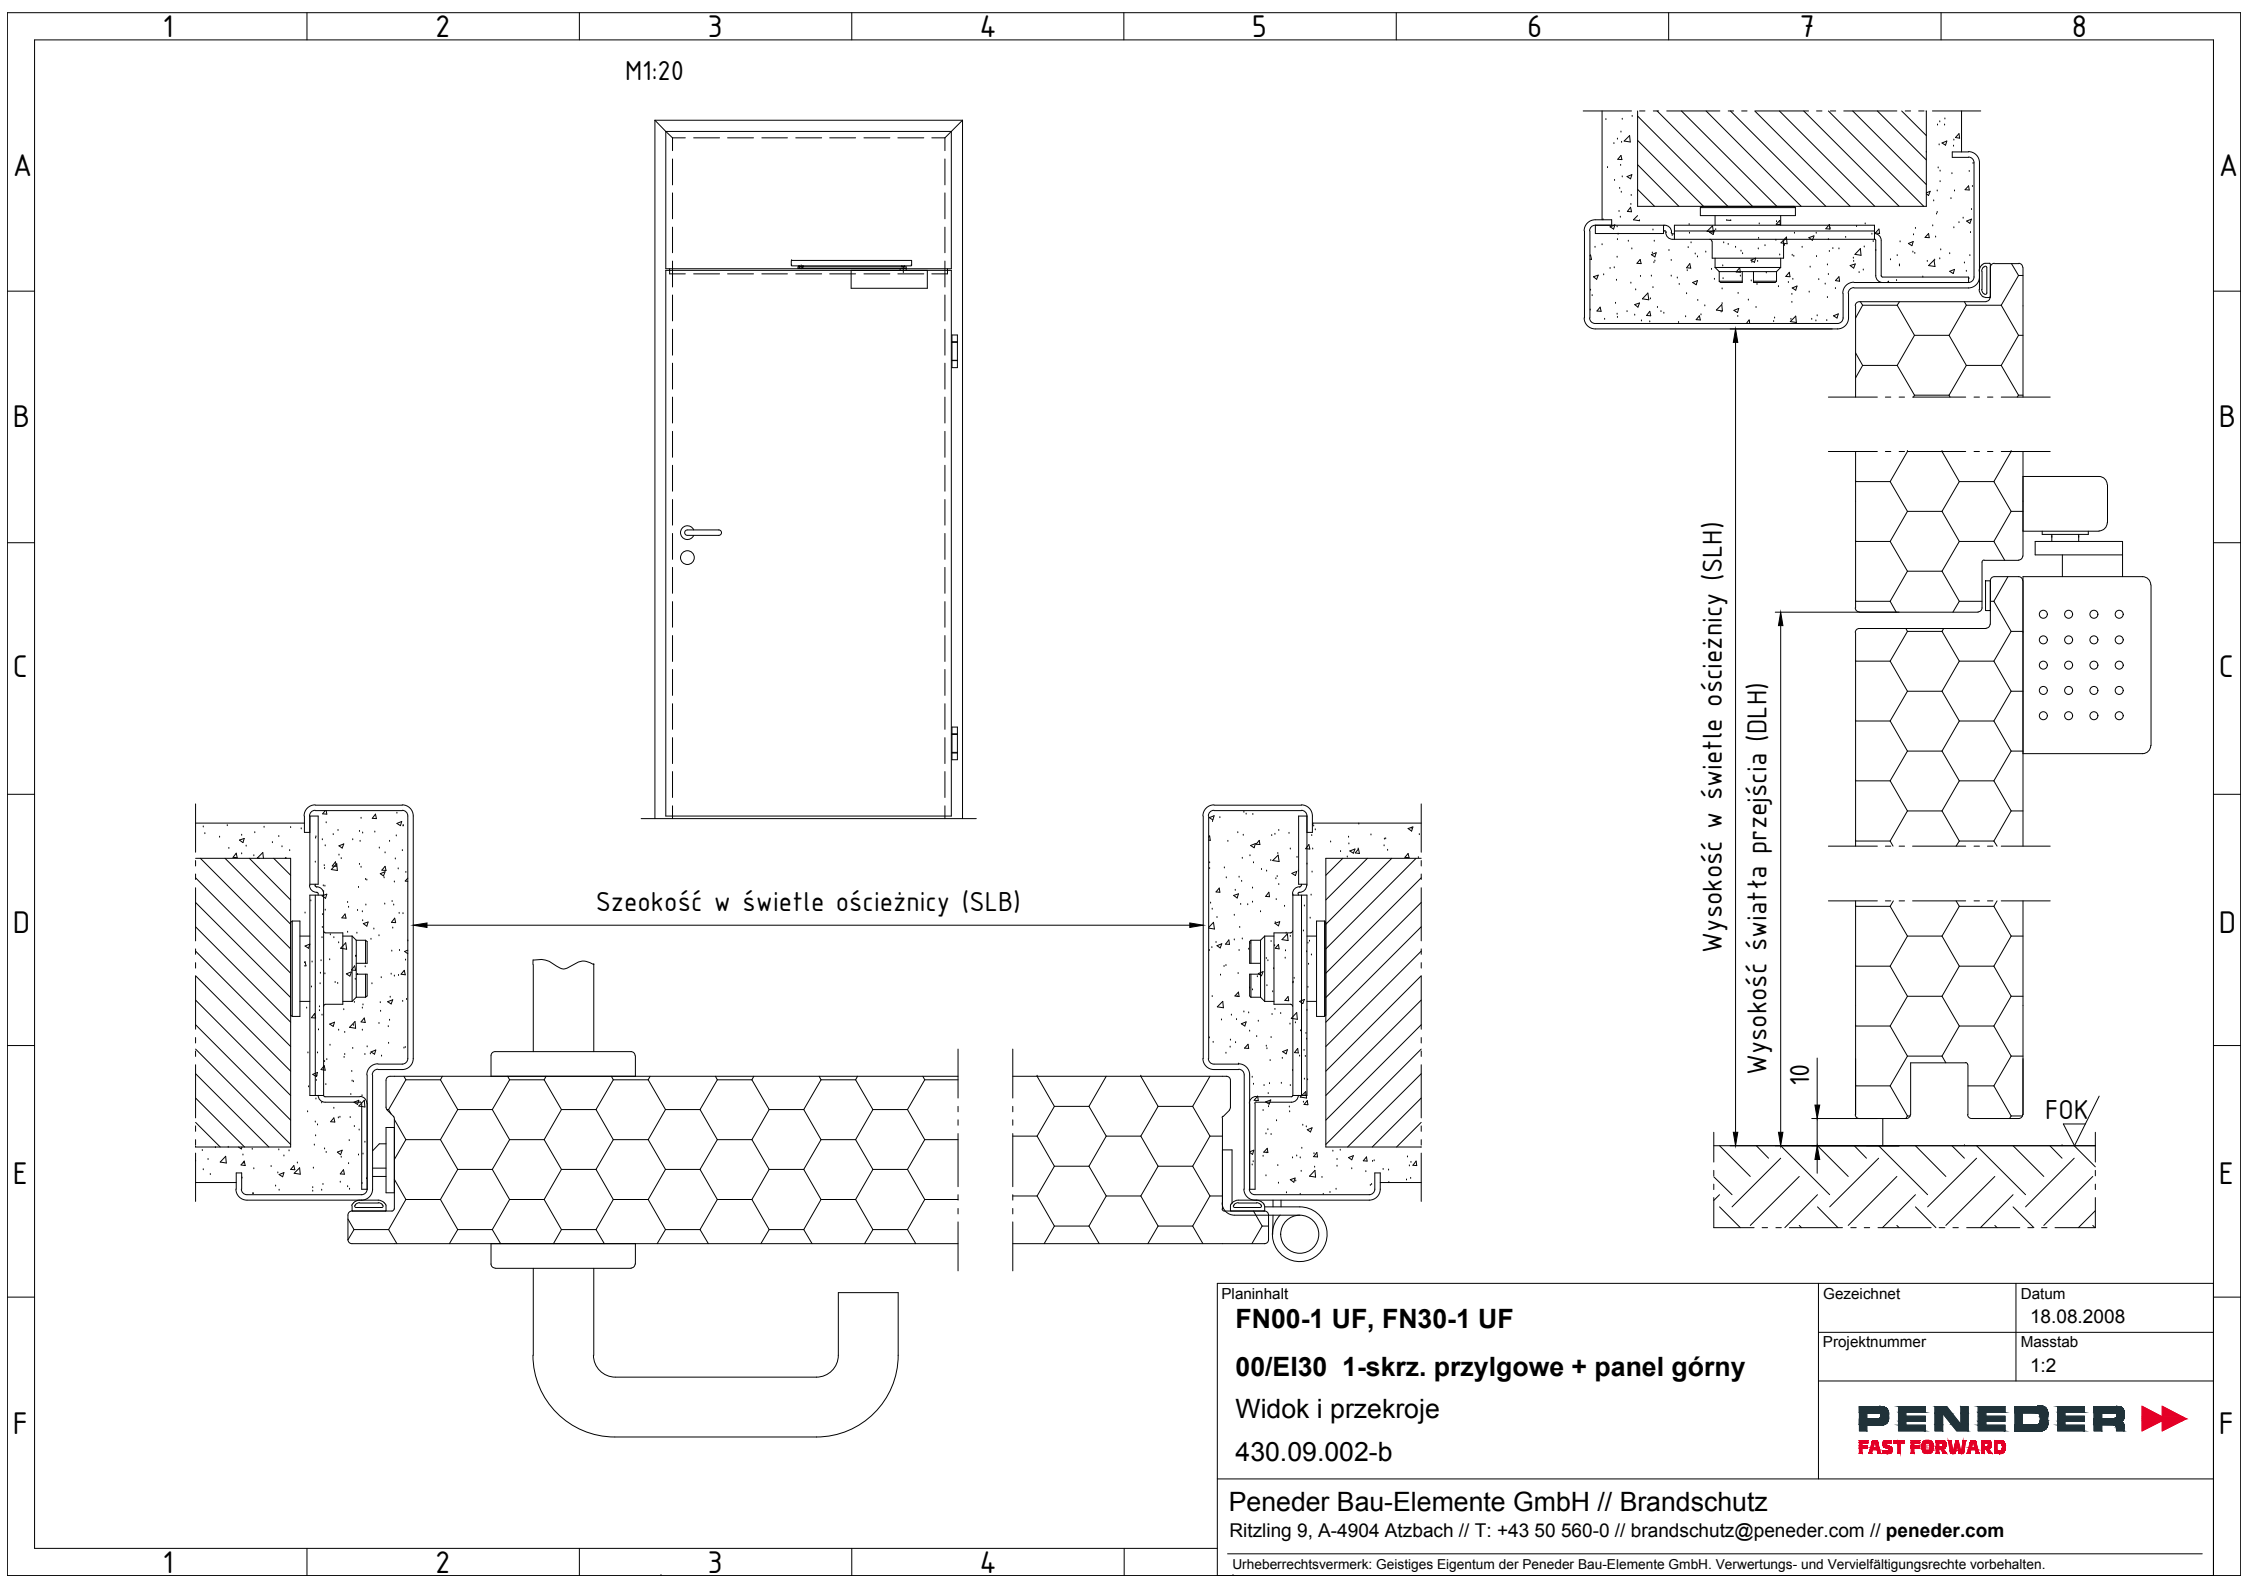 1 2 3 4 5 6 7 8
M1:20
A A
B B
C C
D D
E E
F F
Szeokość w świetle ościeżnicy (SLB)
Wysokość w świetle ościeżnicy (SLH)
Wysokość światła przejścia (DLH)
10
FOK
Planinhalt
FN00-1 UF, FN30-1 UF
00/EI30 1-skrz. przylgowe + panel górny
Widok i przekroje
430.09.002-b
Gezeichnet
Datum
18.08.2008
Projektnummer
Masstab
1:2
PENEDER
FAST FORWARD
Peneder Bau-Elemente GmbH // Brandschutz
Ritzling 9, A-4904 Atzbach // T: +43 50 560-0 // brandschutz@peneder.com // peneder.com
Urheberrechtsvermerk: Geistiges Eigentum der Peneder Bau-Elemente GmbH. Verwertungs- und Vervielfältigungsrechte vorbehalten.
1 2 3 4